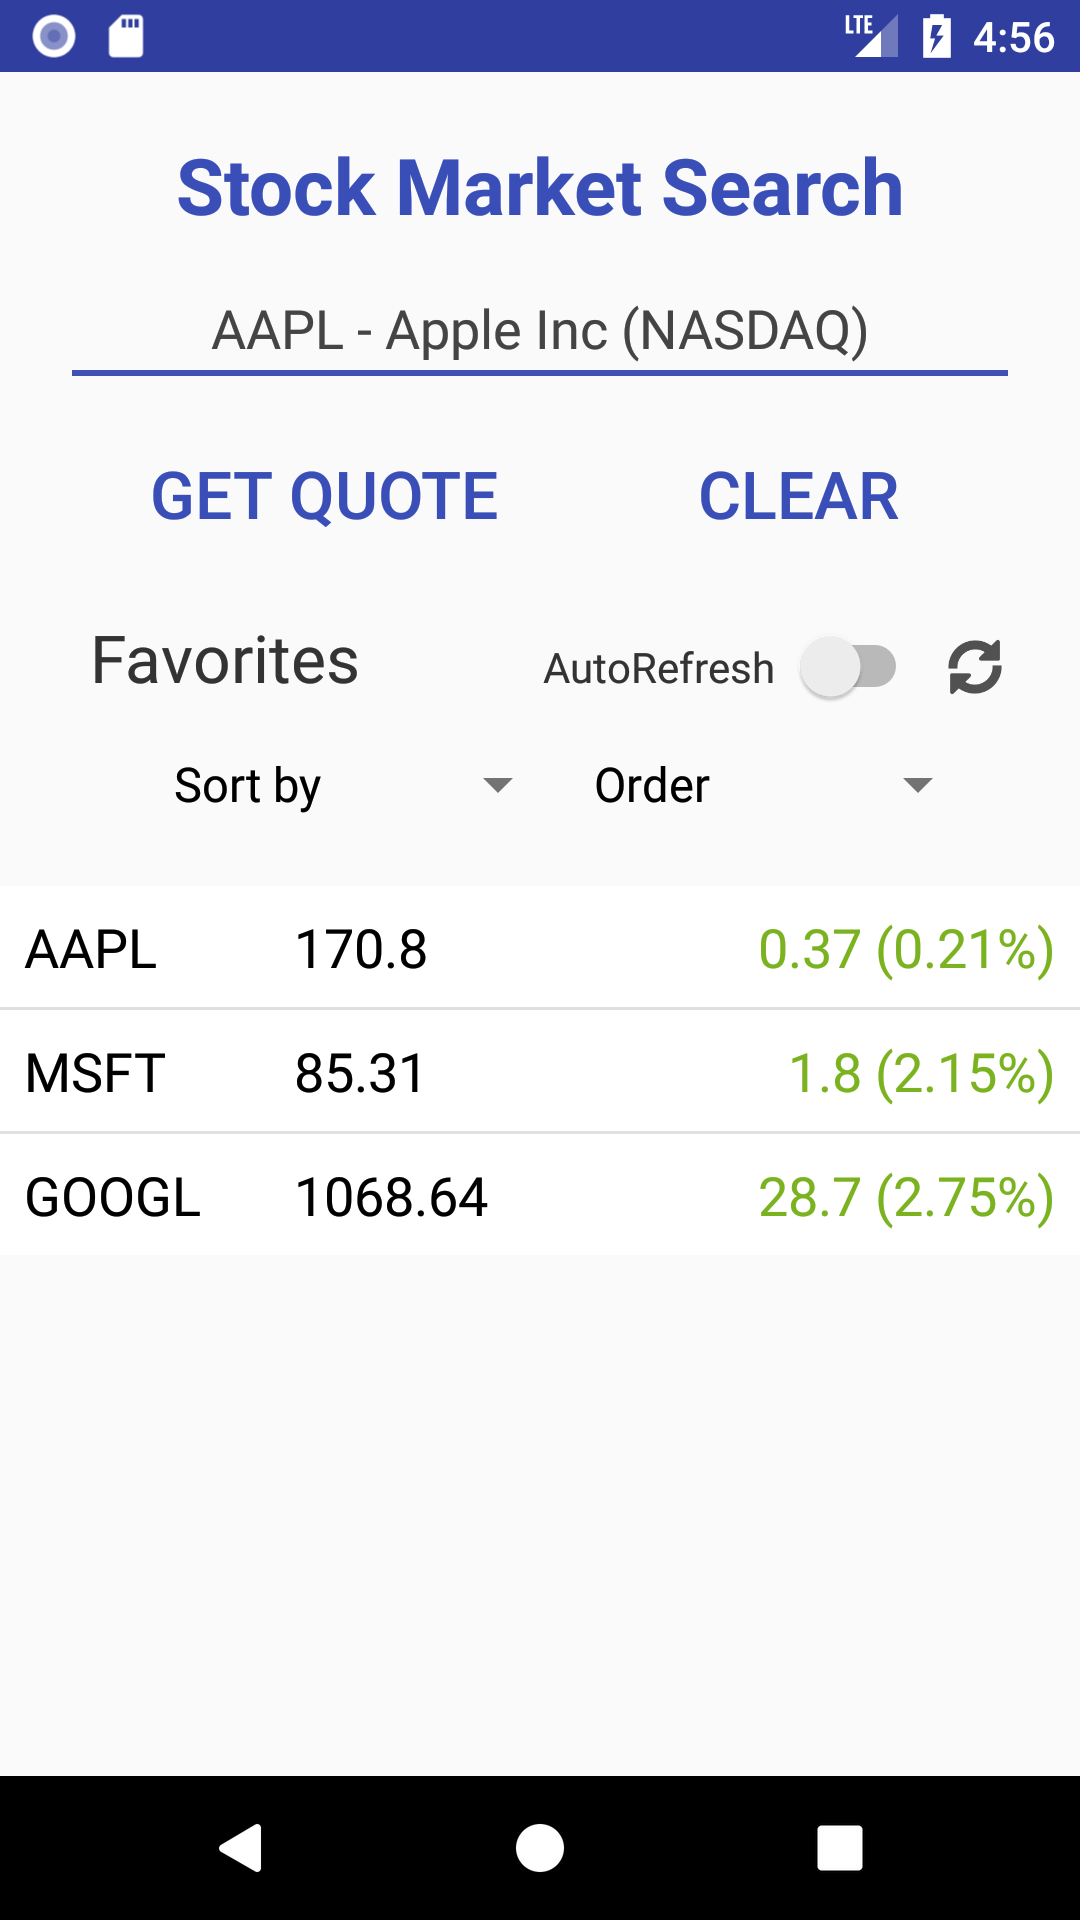 LTE 4:56
Stock Market Search
AAPL - Apple Inc (NASDAQ)
GET QUOTE CLEAR
Favorites AutoRefresh
Sort by Order
AAPL 170.8 0.37 (0.21%)
MSFT 85.31 1.8 (2.15%)
GOOGL 1068.64 28.7 (2.75%)